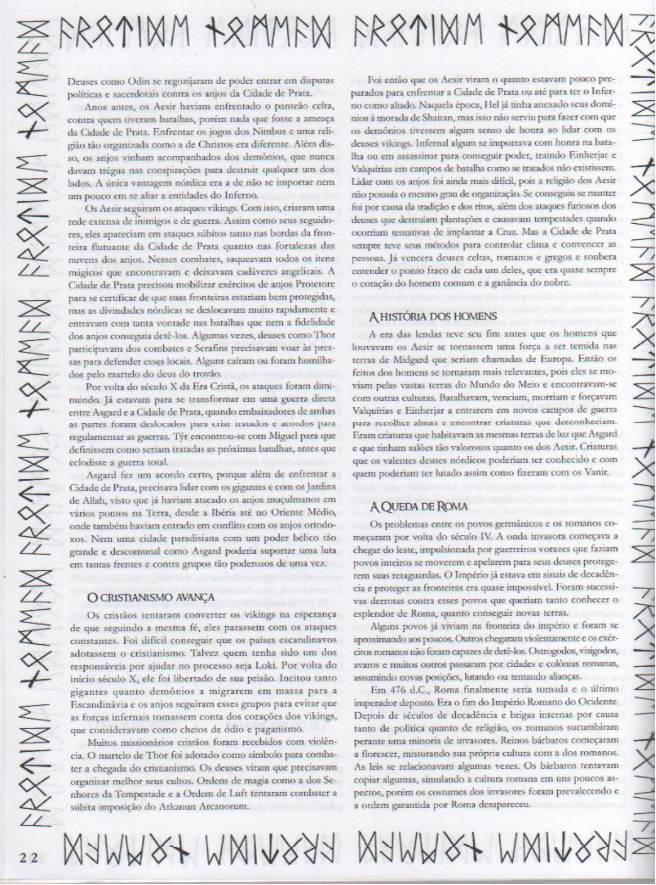 Deuses como Odin se regozijaram de poder entrar em disputas
políticas e sacerdotais contra os anjos da Cidade de Prata.
Anos antes, os Aesir haviam enfrentado o panteão celta,
contra quem tiveram batalhas, porém nada que fosse a ameaça
da Cidade de Prata. Enfrentar os jogos dos Nimbus e uma reli-
gião tão organizada como a de Christos era diferente. Além dis-
so, os anjos vinham acompanhados dos demônios, que nunca
davam trégua nas conspirações para destruir qualquer um dos
lados. A única vantagem nórdica era a de não se importar nem
um pouco em se aliar a entidades do Inferno.
Os Aesir seguiram os ataques vikings. Com isso, criaram uma
rede extensa de inimigos e de guerra. Assim como seus seguido-
res, eles apareciam em ataques súbitos tanto nas bordas da fron-
teira flutuante da Cidade de Prata quanto nas fortalezas das
nuvens dos anjos. Nesses combates, saqueavam todos os itens
mágicos que encontravam e deixavam cadáveres angelicais. A
Cidade de Prata precisou mobilizar exércitos de anjos Protetore
para se certificar de que suas fronteiras estariam bem protegidas,
mas as divindades nórdicas se deslocavam muito rapidamente e
entravam com tanta vontade nas batalhas que nem a fidelidade
dos anjos conseguia detê-los. Algumas vezes, deuses como Thor
participavam dos combates e Serafins precisavam voar às pres-
sas para defender esses locais. Alguns caíram ou foram humilha-
dos pelo martelo do deus do trovão.
Por volta do século X da Era Cristã, os ataques foram dimi-
nuindo. Já estavam para se transformar em uma guerra direta
entre Asgard e a Cidade de Prata, quando embaixadores de ambas
as partes foram deslocados para criar tratados e acordos para
regulamentar as guerras. Týr encontrou-se com Miguel para que
definissem como seriam tratadas as próximas batalhas, antes que
eclodisse a guerra total.
Asgard fez um acordo certo, porque além de enfrentar a
Cidade de Prata, precisava lidar com os gigantes e com os Jardins
de Allah, visto que já haviam atacado os anjos muçulmanos em
vários pontos na Terra, desde a Ibéria até no Oriente Médio,
onde também haviam entrado em conflito com os anjos ortodo-
xos. Nem uma cidade paradisiana com um poder bélico tão
grande e descomunal como Asgard poderia suportar uma luta
em tantas frentes e contra grupos tão poderosos de uma vez.
O CRISTIANISMO AVANÇA
Os cristãos tentaram converter os vikings na esperança
de que seguindo a mesma fé, eles parassem com os ataques
constantes. Foi difícil conseguir que os países escandinavos
adotassem o cristianismo. Talvez quem tenha sido um dos
responsáveis por ajudar no processo seja Loki. Por volta do
início século X, ele foi libertado de sua prisão. Incitou tanto
gigantes quanto demônios a migrarem em massa para a
Escandinávia e os anjos seguiram esses grupos para evitar que
as forças infernais tomassem conta dos corações dos vikings,
que consideravam como cheios de ódio e paganismo.
Muitos missionários cristãos foram recebidos com violên-
cia. O martelo de Thor foi adotado como símbolo para comba-
ter a chegada do cristianismo. Os deuses viram que precisavam
organizar melhor seus cultos. Ordens de magia como a dos Se-
nhores da Tempestade e a Ordem de Luft tentaram combater a
súbita imposição do Arkanun Arcanorum.
Foi então que os Aesir viram o quanto estavam pouco pre-
parados para enfrentar a Cidade de Prata ou até para ter o Infer-
no como aliado. Naquela época, Hel já tinha anexado seus domí-
nios à morada de Shaitan, mas isso não serviu para fazer com que
os demônios tivessem algum senso de honra ao lidar com os
deuses vikings. Infernal algum se importava com honra na bata-
lha ou em assassinar para conseguir poder, traindo Einherjar e
Valquírias em campos de batalha como se tratados não existissem.
Lidar com os anjos foi ainda mais difícil, pois a religião dos Aesir
não possuía o mesmo grau de organização. Se conseguiu se manter
foi por causa da tradição e dos ritos, além dos ataques furiosos dos
deuses que destruíam plantações e causavam tempestades quando
ocorriam tentativas de implantar a Cruz. Mas a Cidade de Prata
sempre teve seus métodos para controlar clima e convencer as
pessoas. Já vencera deuses celtas, romanos e gregos e soubera
entender o ponto fraco de cada um deles, que era quase sempre
o coração do homem comum e a ganância do nobre.
A HISTÓRIA DOS HOMENS
A era das lendas teve seu fim antes que os homens que
louvavam os Aesir se tornassem uma força a ser temida nas
terras de Midgard que seriam chamadas de Europa. Então os
feitos dos homens se tornaram mais relevantes, pois eles se mo-
viam pelas vastas terras do Mundo do Meio e encontravam-se
com outras culturas. Batalhavam, venciam, morriam e forçavam
Valquírias e Einherjar a entrarem em novos campos de guerra
para recolher almas e encontrar criaturas que desconheciam.
Eram criaturas que habitavam as mesmas terras de luz que Asgard
e que tinham salões tão valorosos quanto os dos Aesir. Criaturas
que os valentes deuses nórdicos poderiam ter conhecido e com
quem poderiam ter lutado assim como fizeram com os Vanir.
A QUEDA DE ROMA
Os problemas entre os povos germânicos e os romanos co-
meçaram por volta do século IV. A onda invasora começava a
chegar do leste, impulsionada por guerreiros vorazes que faziam
povos inteiros se moverem e apelarem para seus deuses protege-
rem suas retaguardas. O Império já estava em sinais de decadên-
cia e proteger as fronteiras era quase impossível. Foram sucessi-
vas derrotas contra esses povos que queriam tanto conhecer o
esplendor de Roma, quanto conseguir novas terras.
Alguns povos já viviam na fronteira do império e foram se
aproximando aos poucos. Outros chegaram violentamente e os exér-
citos romanos não foram capazes de detê-los. Ostrogodos, visigodos,
avaros e muitos outros passaram por cidades e colônias romanas,
assumindo novas posições, lutando ou tentando alianças.
Em 476 d.C., Roma finalmente seria tomada e o último
imperador deposto. Era o fim do Império Romano do Ocidente.
Depois de séculos de decadência e brigas internas por causa
tanto de política quanto de religião, os romanos sucumbiram
perante uma minoria de invasores. Reinos bárbaros começaram
a florescer, misturando sua própria cultura com a dos romanos.
As leis se relacionavam algumas vezes. Os bárbaros tentavam
copiar algumas, simulando a cultura romana em uns poucos as-
pectos, porém os costumes dos invasores foram prevalecendo e
a ordem garantida por Roma desapareceu.
22